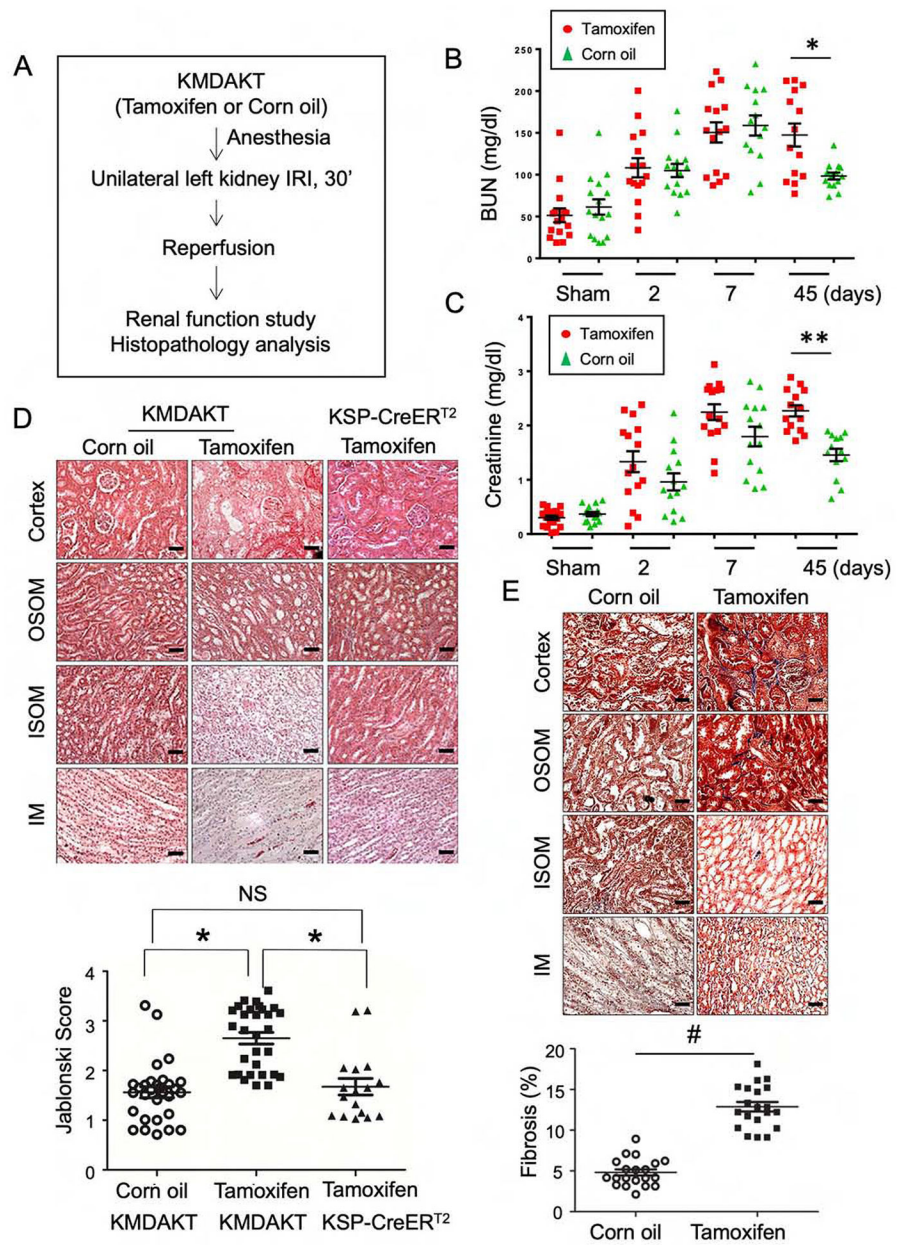 A
KMDAKT
(Tamoxifen or Corn oil)
Anesthesia
Unilateral left kidney IRI, 30’
Reperfusion
Renal function study
Histopathology analysis
B
Tamoxifen
Corn oil
*
BUN (mg/dl)
250
200
150
100
50
0
Sham 2 7 45 (days)
C
Tamoxifen
Corn oil
**
Creatinine (mg/dl)
4
3
2
1
0
Sham 2 7 45 (days)
D
KMDAKT KSP-CreER^T2
Corn oil Tamoxifen Tamoxifen
Cortex
OSOM
ISOM
IM
NS
* *
Jablonski Score
4
3
2
1
0
Corn oil Tamoxifen Tamoxifen
KMDAKT KMDAKT KSP-CreER^T2
E
Corn oil Tamoxifen
Cortex
OSOM
ISOM
IM
#
Fibrosis (%)
20
15
10
5
0
Corn oil Tamoxifen